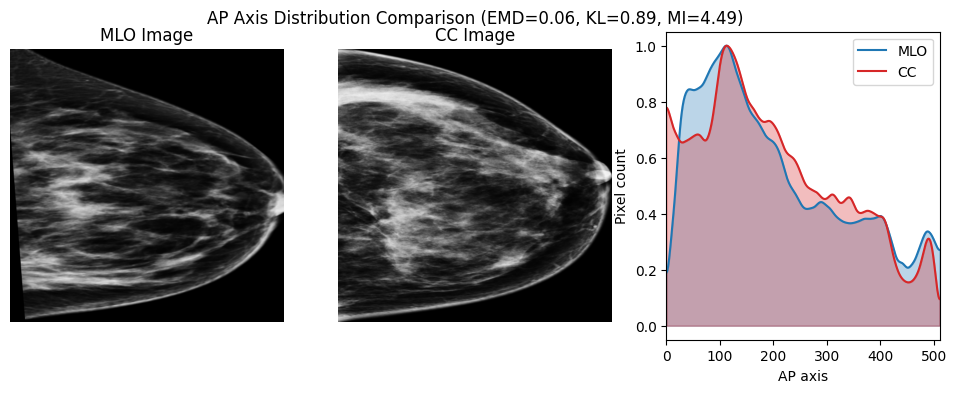 AP Axis Distribution Comparison (EMD=0.06, KL=0.89, MI=4.49)
MLO Image
CC Image
MLO
CC
Pixel count
1.0
0.8
0.6
0.4
0.2
0.0
0 100 200 300 400 500
AP axis